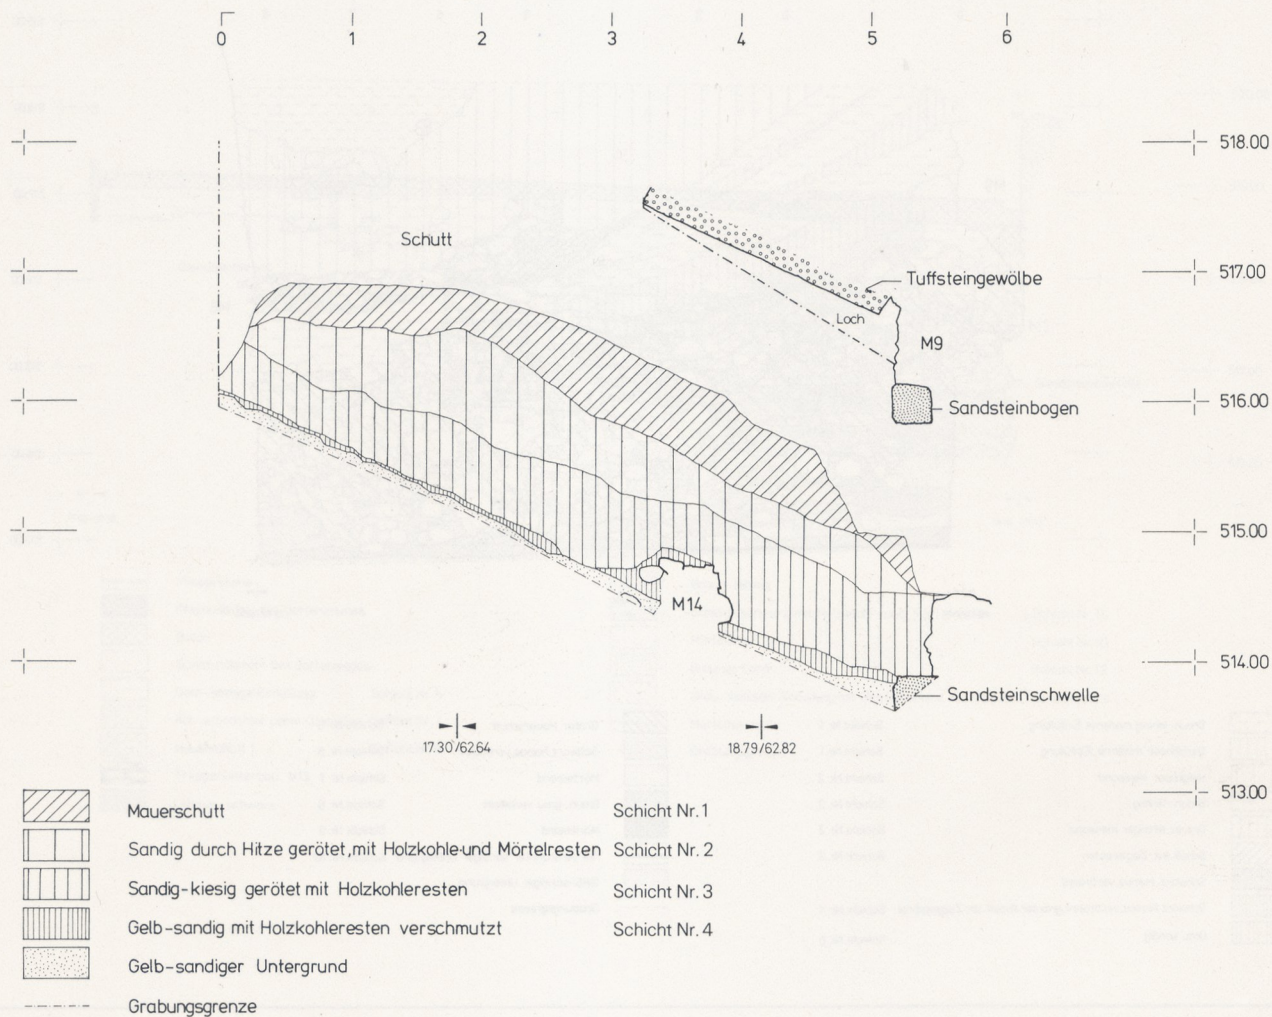 0 1 2 3 4 5 6
518.00
Schutt
517.00
Tuffsteingewölbe
Loch
M9
516.00
Sandsteinbogen
515.00
M14
514.00
Sandsteinschwelle
17.30/62.64
18.79/62.82
513.00
Mauerschutt Schicht Nr. 1
Sandig durch Hitze gerötet, mit Holzkohle- und Mörtelresten Schicht Nr. 2
Sandig-kiesig gerötet mit Holzkohleresten Schicht Nr. 3
Gelb-sandig mit Holzkohleresten verschmutzt Schicht Nr. 4
Gelb-sandiger Untergrund
Grabungsgrenze